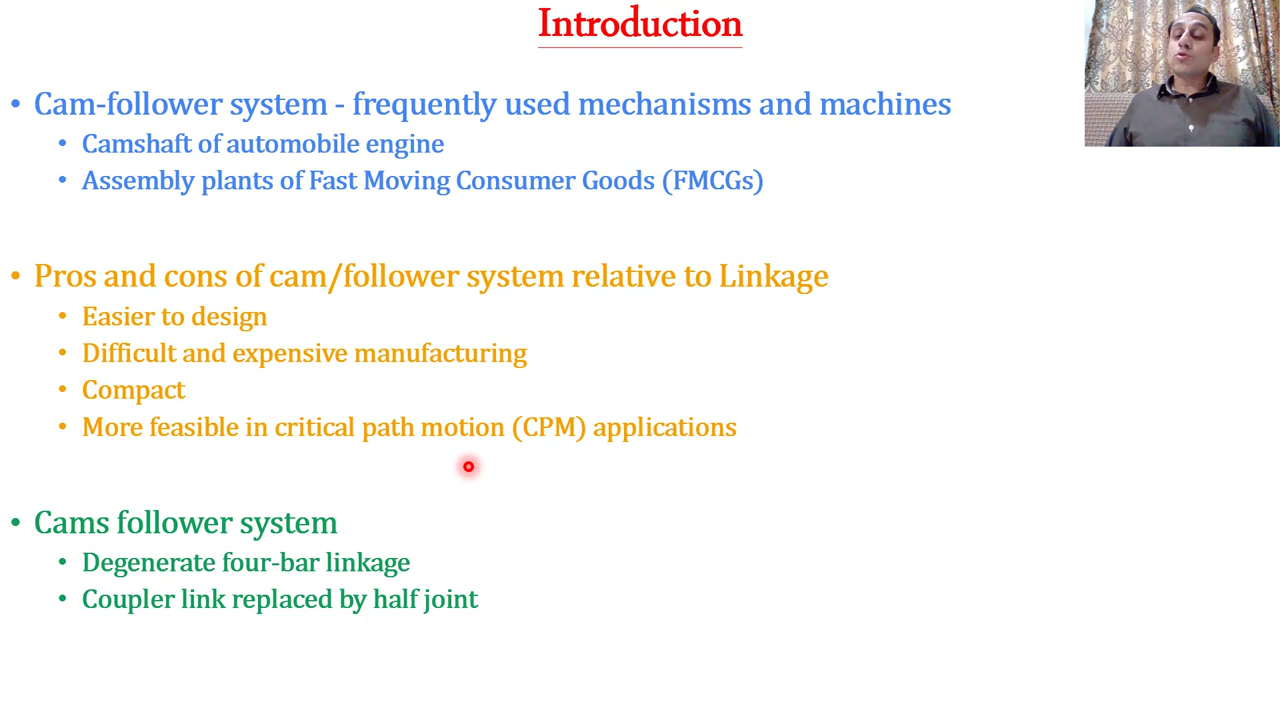 Introduction
• Cam-follower system - frequently used mechanisms and machines
• Camshaft of automobile engine
• Assembly plants of Fast Moving Consumer Goods (FMCGs)
• Pros and cons of cam/follower system relative to Linkage
• Easier to design
• Difficult and expensive manufacturing
• Compact
• More feasible in critical path motion (CPM) applications
• Cams follower system
• Degenerate four-bar linkage
• Coupler link replaced by half joint